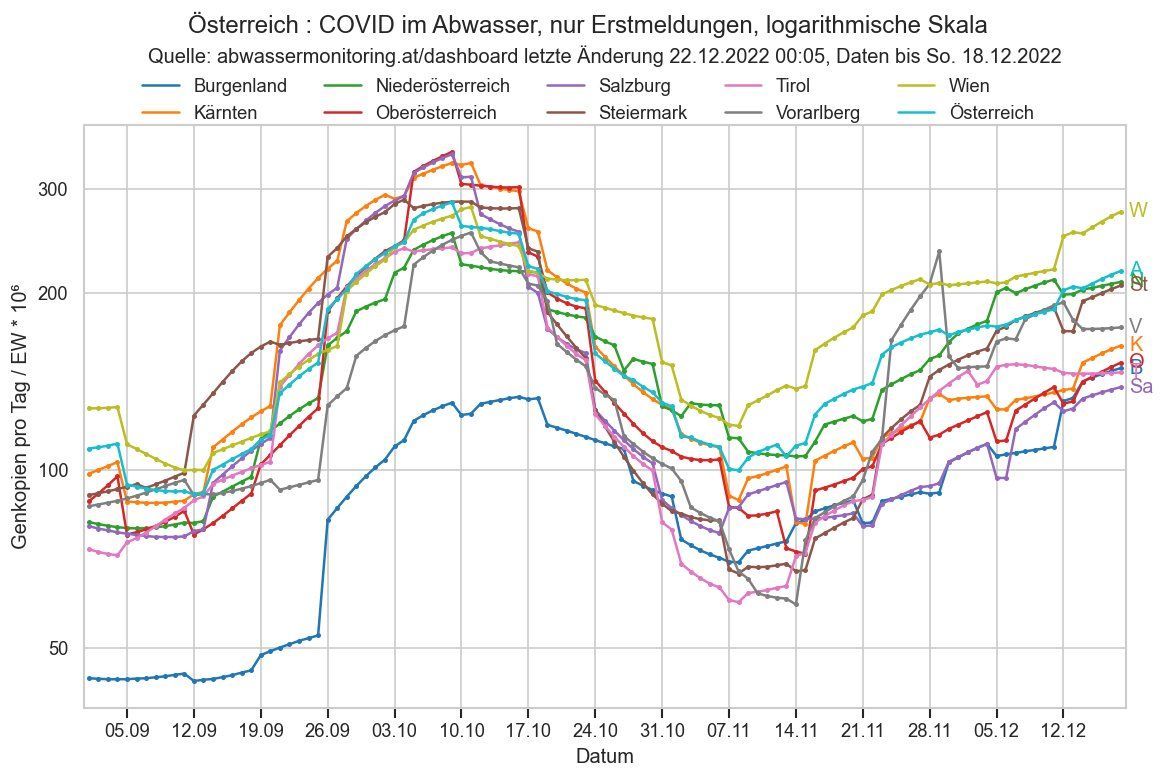 Österreich : COVID im Abwasser, nur Erstmeldungen, logarithmische Skala
Quelle: abwassermonitoring.at/dashboard letzte Änderung 22.12.2022 00:05, Daten bis So. 18.12.2022
Burgenland Niederösterreich Salzburg Tirol Wien
Kärnten Oberösterreich Steiermark Vorarlberg Österreich
300
200
100
50
Genkopien pro Tag / EW * 10⁶
W
A
St
V
K
O
B
Sa
05.09 12.09 19.09 26.09 03.10 10.10 17.10 24.10 31.10 07.11 14.11 21.11 28.11 05.12 12.12
Datum